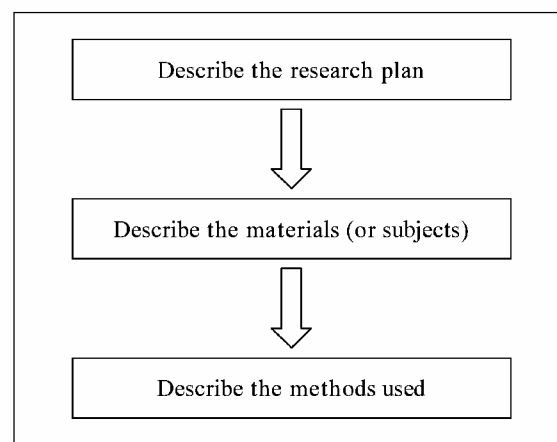 Describe the research plan
Describe the materials (or subjects)
Describe the methods used